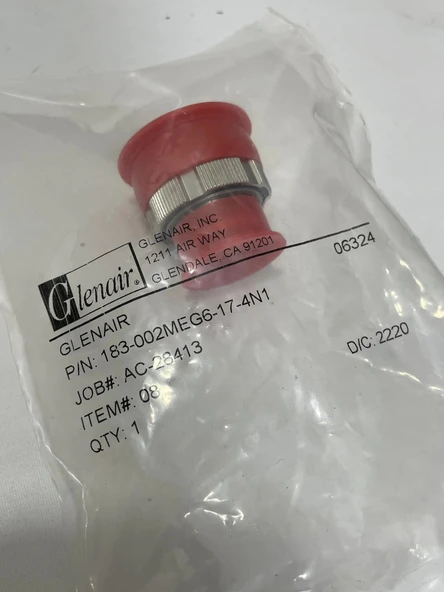 Glenair®
GLENAIR, INC.
1211 AIR WAY
GLENDALE, CA 91201
06324
GLENAIR
P/N: 183-002MEG6-17-4N1
D/C: 2220
JOB#: AC-28413
ITEM#: 08
QTY: 1